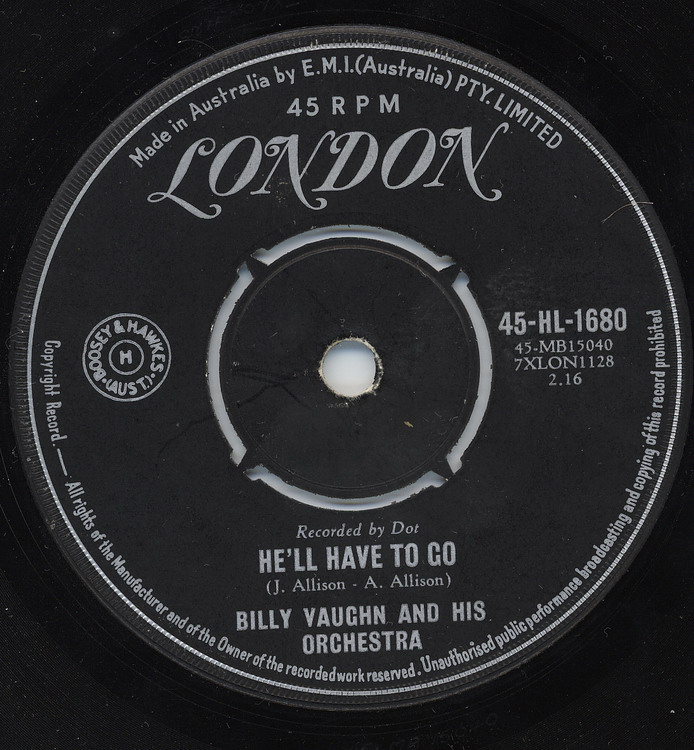 Made in Australia by E.M.I.(Australia) PTY. LIMITED
45 RPM
LONDON
BOOSEY & HAWKES
H
(AUST.)
45-HL-1680
45-MB15040
7XLON1128
2.16
Recorded by Dot
HE'LL HAVE TO GO
(J. Allison - A. Allison)
BILLY VAUGHN AND HIS
ORCHESTRA
Copyright Record. — All rights of the Manufacturer and of the Owner of the recorded work reserved. Unauthorised public performance broadcasting and copying of this record prohibited